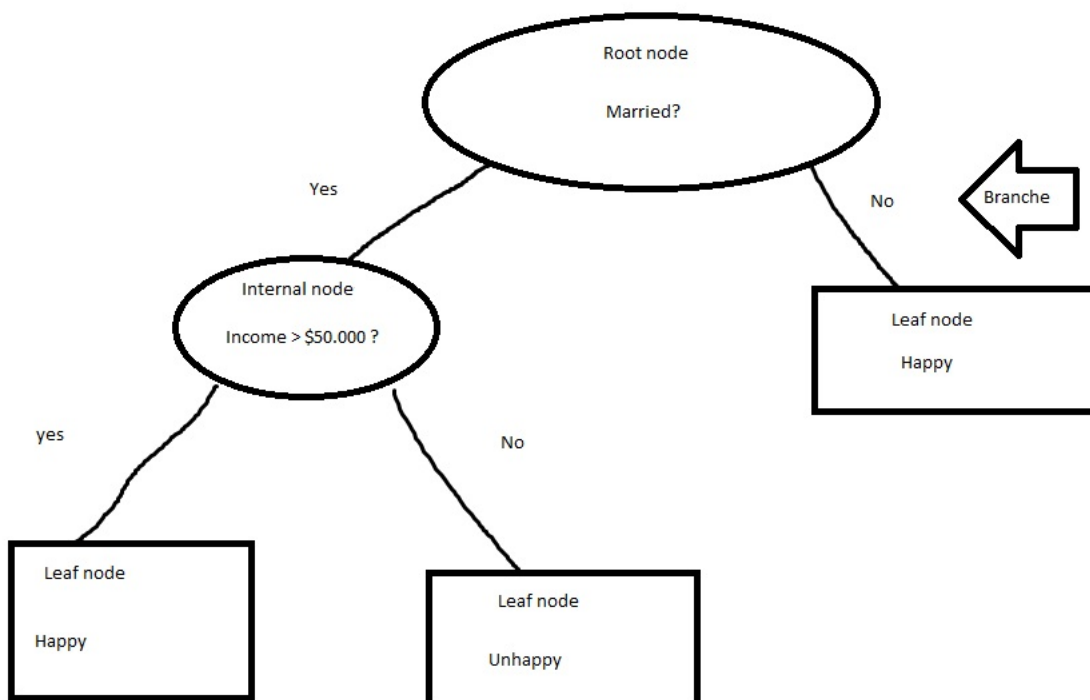 Root node
Married?
Yes
No
Branche
Internal node
Income > $50.000 ?
Leaf node
Happy
yes
No
Leaf node
Happy
Leaf node
Unhappy